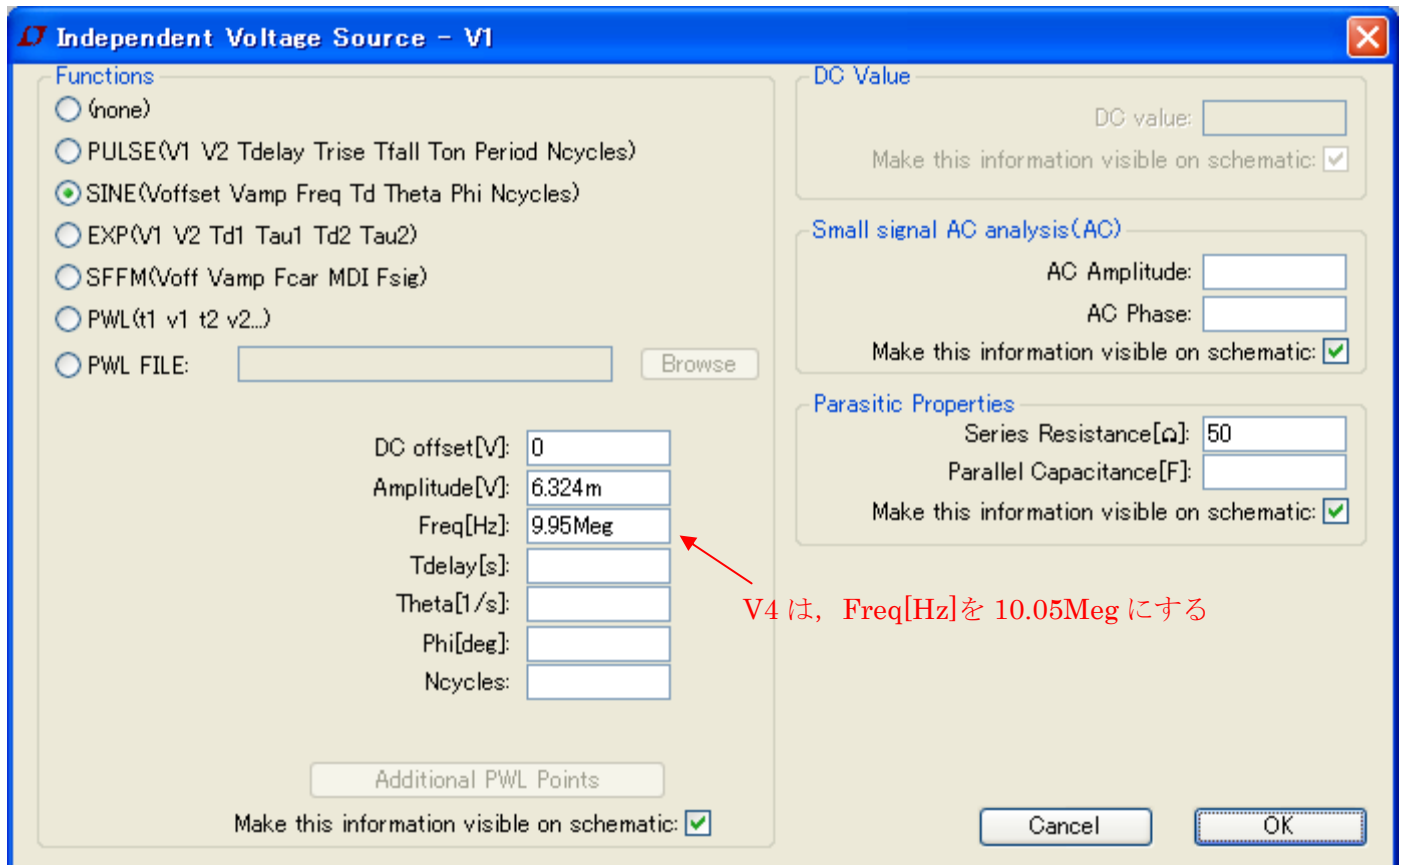 Independent Voltage Source - V1
Functions
(none)
PULSE(V1 V2 Tdelay Trise Tfall Ton Period Ncycles)
SINE(Voffset Vamp Freq Td Theta Phi Ncycles)
EXP(V1 V2 Td1 Tau1 Td2 Tau2)
SFFM(Voff Vamp Fcar MDI Fsig)
PWL(t1 v1 t2 v2...)
PWL FILE: Browse
DC offset[V]: 0
Amplitude[V]: 6.324m
Freq[Hz]: 9.95Meg
Tdelay[s]:
Theta[1/s]:
Phi[deg]:
Ncycles:
Additional PWL Points
Make this information visible on schematic:
DC Value
DC value:
Make this information visible on schematic:
Small signal AC analysis(AC)
AC Amplitude:
AC Phase:
Make this information visible on schematic:
Parasitic Properties
Series Resistance[Ω]: 50
Parallel Capacitance[F]:
Make this information visible on schematic:
V4 は，Freq[Hz]を 10.05Meg にする
Cancel OK